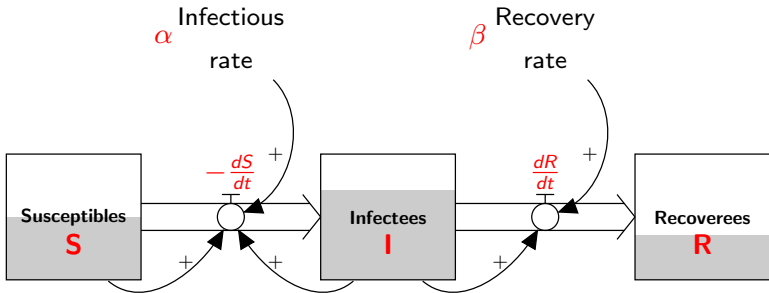 α Infectious
rate
β Recovery
rate
+
+
− dS/dt
dR/dt
Susceptibles
S
Infectees
I
Recoverees
R
+
+
+